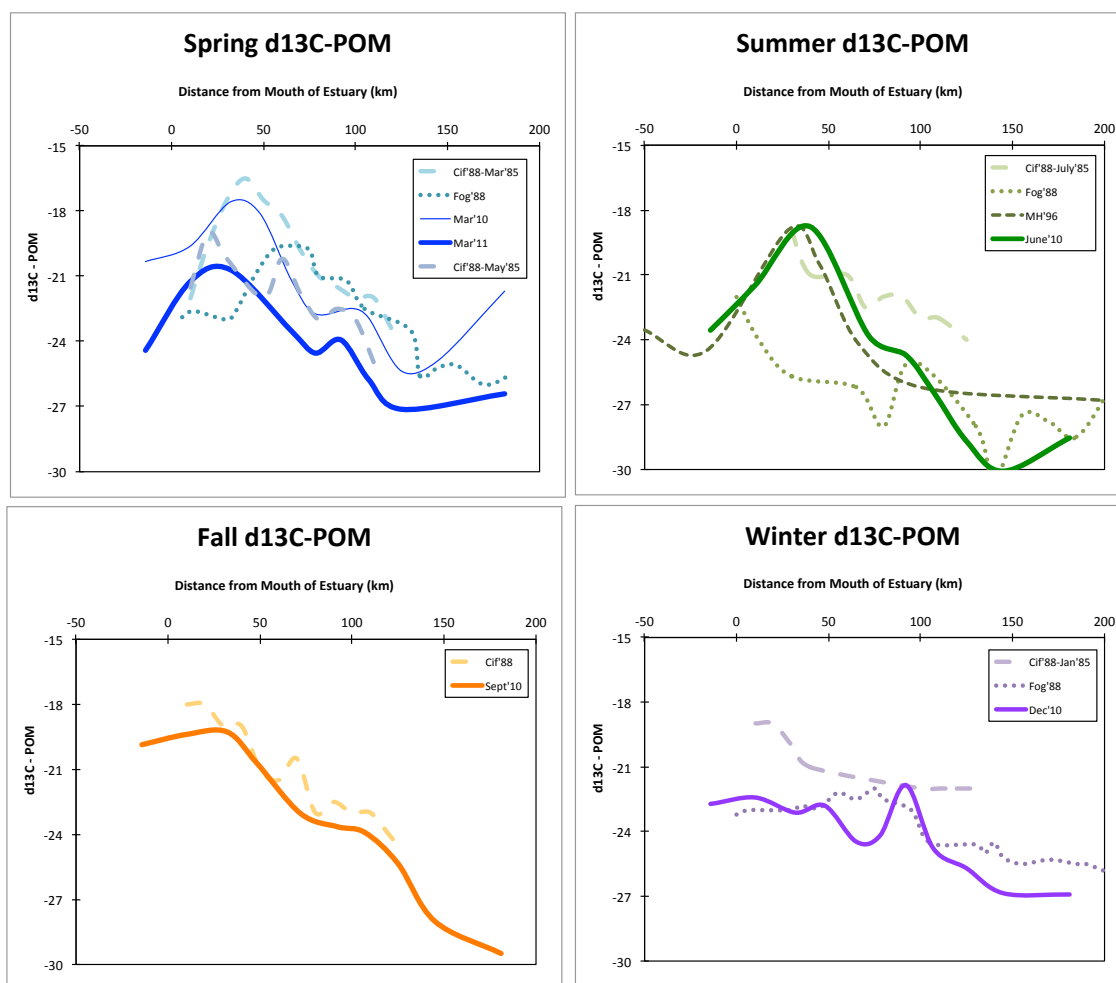 Spring d13C-POM
Distance from Mouth of Estuary (km)
-50 0 50 100 150 200
-15
-18
-21
-24
-27
-30
d13C - POM
Cif'88-Mar'85
Fog'88
Mar'10
Mar'11
Cif'88-May'85
Summer d13C-POM
Distance from Mouth of Estuary (km)
-50 0 50 100 150 200
-15
-18
-21
-24
-27
-30
d13C - POM
Cif'88-July'85
Fog'88
MH'96
June'10
Fall d13C-POM
Distance from Mouth of Estuary (km)
-50 0 50 100 150 200
-15
-18
-21
-24
-27
-30
d13C - POM
Cif'88
Sept'10
Winter d13C-POM
Distance from Mouth of Estuary (km)
-50 0 50 100 150 200
-15
-18
-21
-24
-27
-30
d13C - POM
Cif'88-Jan'85
Fog'88
Dec'10